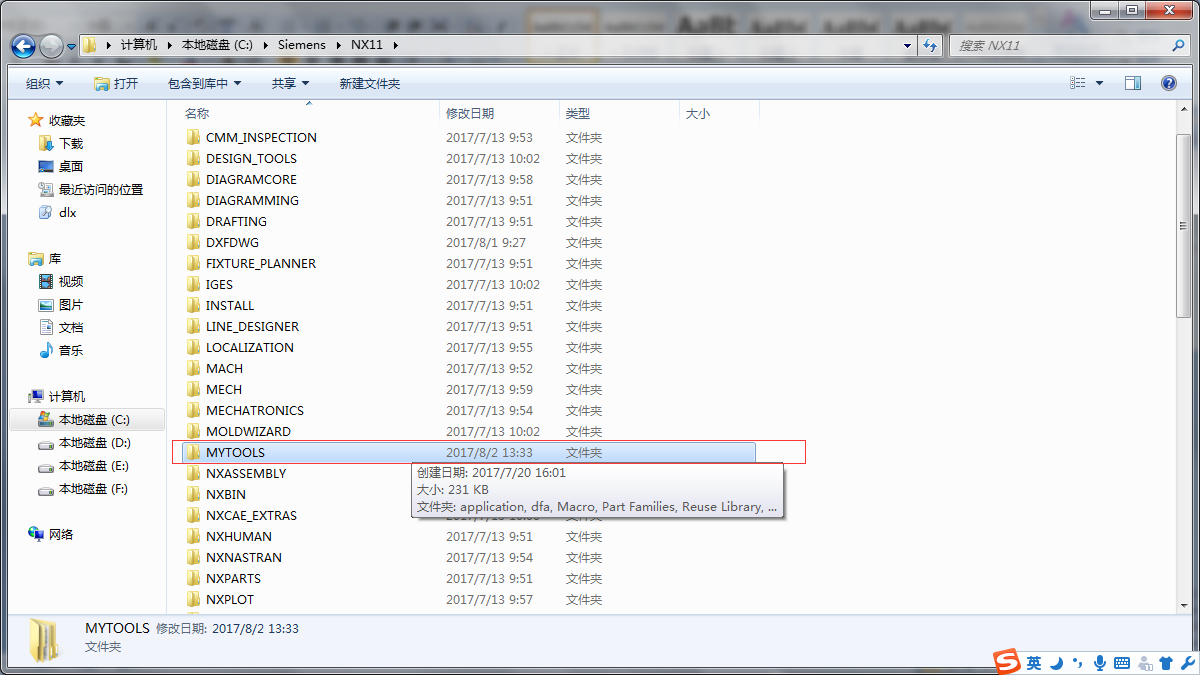 计算机 本地磁盘 (C:) Siemens NX11
搜索 NX11
组织 打开 包含到库中 共享 新建文件夹
名称 修改日期 类型 大小
收藏夹
下载
桌面
最近访问的位置
dlx
库
视频
图片
文档
音乐
计算机
本地磁盘 (C:)
本地磁盘 (D:)
本地磁盘 (E:)
本地磁盘 (F:)
网络
CMM_INSPECTION 2017/7/13 9:53 文件夹
DESIGN_TOOLS 2017/7/13 10:02 文件夹
DIAGRAMCORE 2017/7/13 9:58 文件夹
DIAGRAMMING 2017/7/13 9:51 文件夹
DRAFTING 2017/7/13 9:51 文件夹
DXFDWG 2017/8/1 9:27 文件夹
FIXTURE_PLANNER 2017/7/13 9:51 文件夹
IGES 2017/7/13 10:02 文件夹
INSTALL 2017/7/13 9:51 文件夹
LINE_DESIGNER 2017/7/13 9:51 文件夹
LOCALIZATION 2017/7/13 9:55 文件夹
MACH 2017/7/13 9:52 文件夹
MECH 2017/7/13 9:59 文件夹
MECHATRONICS 2017/7/13 9:54 文件夹
MOLDWIZARD 2017/7/13 10:02 文件夹
MYTOOLS 2017/8/2 13:33 文件夹
NXASSEMBLY
创建日期: 2017/7/20 16:01
NXBIN
大小: 231 KB
文件夹: application, dfa, Macro, Part Families, Reuse Library, ...
NXCAE_EXTRAS
NXHUMAN 2017/7/13 9:51 文件夹
NXNASTRAN 2017/7/13 9:54 文件夹
NXPARTS 2017/7/13 9:51 文件夹
NXPLOT 2017/7/13 9:57 文件夹
MYTOOLS 修改日期: 2017/8/2 13:33
文件夹
英